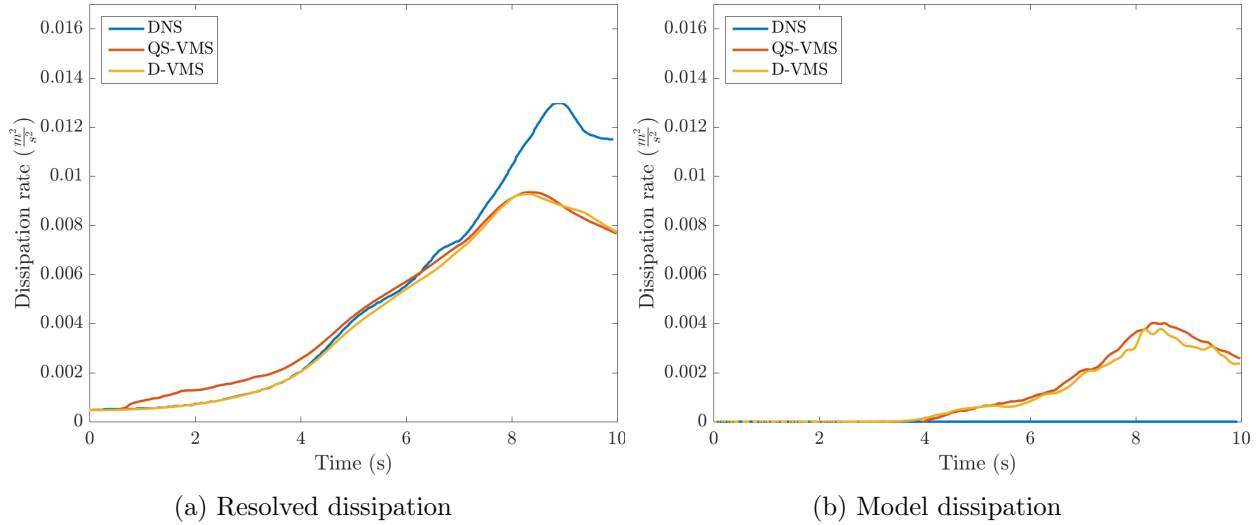 DNS
QS-VMS
D-VMS
0.016
0.014
0.012
0.01
0.008
0.006
0.004
0.002
0
Dissipation rate (m²/s²)
0 2 4 6 8 10
Time (s)
(a) Resolved dissipation
DNS
QS-VMS
D-VMS
0.016
0.014
0.012
0.01
0.008
0.006
0.004
0.002
0
Dissipation rate (m²/s²)
0 2 4 6 8 10
Time (s)
(b) Model dissipation